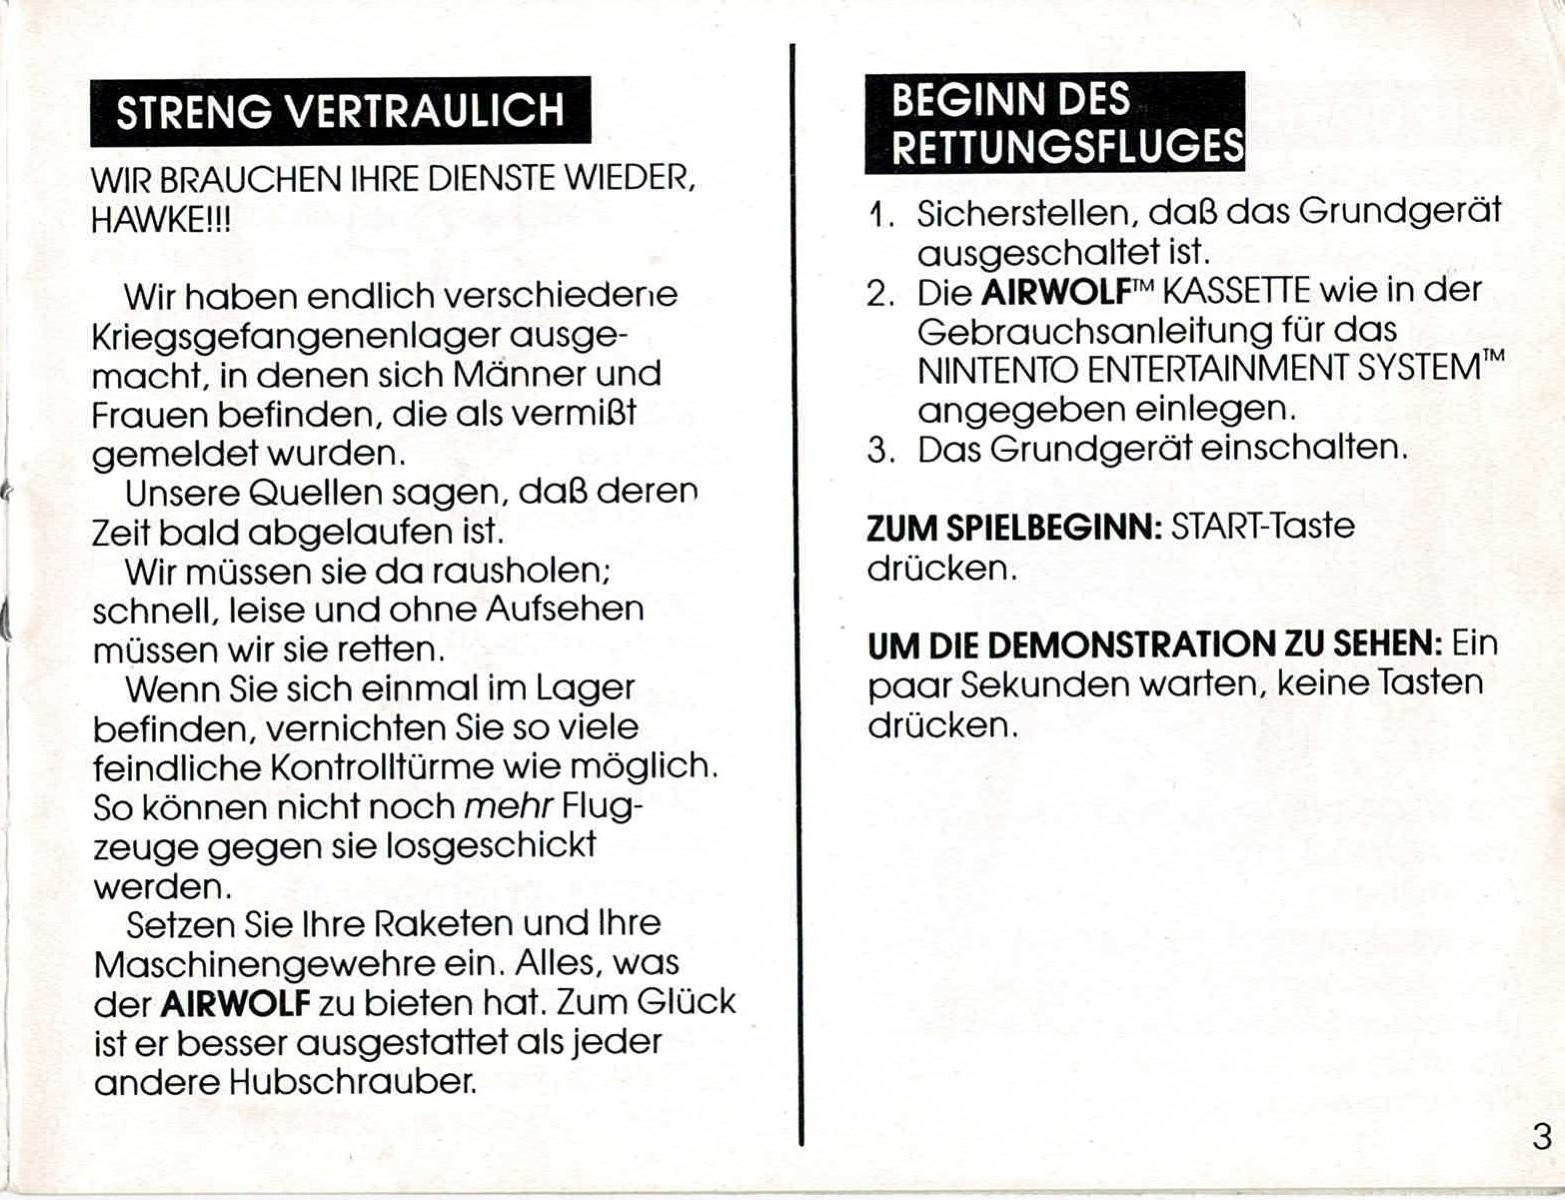 STRENG VERTRAULICH
WIR BRAUCHEN IHRE DIENSTE WIEDER,
HAWKE!!!
Wir haben endlich verschiedene
Kriegsgefangenenlager ausge-
macht, in denen sich Männer und
Frauen befinden, die als vermißt
gemeldet wurden.
Unsere Quellen sagen, daß deren
Zeit bald abgelaufen ist.
Wir müssen sie da rausholen;
schnell, leise und ohne Aufsehen
müssen wir sie retten.
Wenn Sie sich einmal im Lager
befinden, vernichten Sie so viele
feindliche Kontrolltürme wie möglich.
So können nicht noch mehr Flug-
zeuge gegen sie losgeschickt
werden.
Setzen Sie Ihre Raketen und Ihre
Maschinengewehre ein. Alles, was
der AIRWOLF zu bieten hat. Zum Glück
ist er besser ausgestattet als jeder
andere Hubschrauber.
BEGINN DES
RETTUNGSFLUGES
1. Sicherstellen, daß das Grundgerät
ausgeschaltet ist.
2. Die AIRWOLF™ KASSETTE wie in der
Gebrauchsanleitung für das
NINTENTO ENTERTAINMENT SYSTEM™
angegeben einlegen.
3. Das Grundgerät einschalten.
ZUM SPIELBEGINN: START-Taste
drücken.
UM DIE DEMONSTRATION ZU SEHEN: Ein
paar Sekunden warten, keine Tasten
drücken.
3